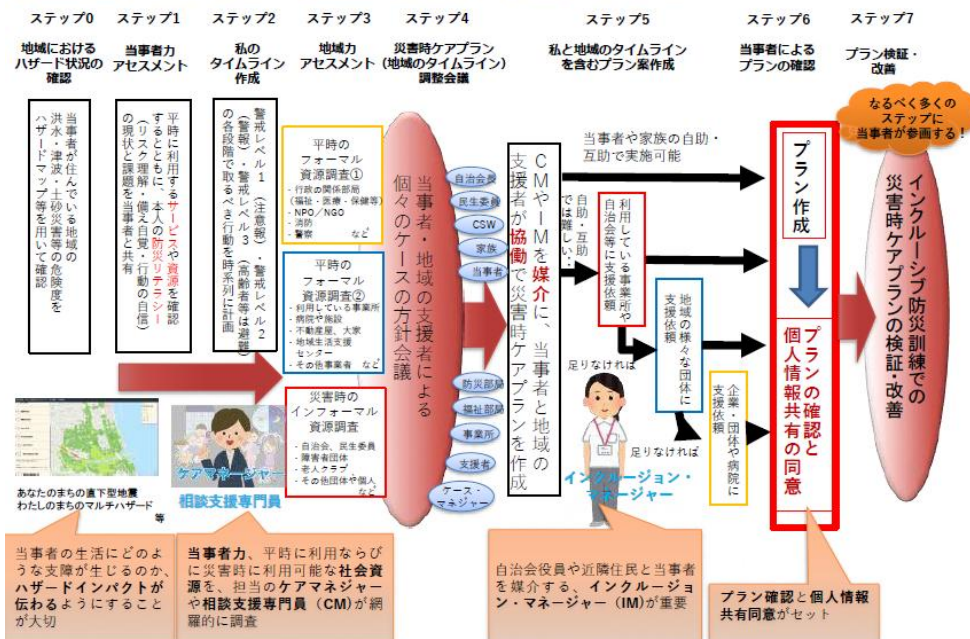 ステップ0
ステップ1
ステップ2
ステップ3
ステップ4
ステップ5
ステップ6
ステップ7
地域における
ハザード状況の
確認
当事者力
アセスメント
私の
タイムライン
作成
地域力
アセスメント
災害時ケアプラン
(地域のタイムライン)
調整会議
私と地域のタイムライン
を含むプラン案作成
当事者による
プランの確認
プラン検証・
改善
当事者が住んでいる地域の
洪水・津波・土砂災害等の危険度を
ハザードマップ等を用いて確認
平時に利用するサービスや資源を確認
するとともに、本人の防災リテラシー
(リスク理解・備え自覚・行動の自信)
の現状と課題を当事者と共有
警戒レベル1(注意報)・警戒レベル2
(警報)・警戒レベル3(高齢者等は避難)
の各段階で取るべき行動を時系列に計画
平時の
フォーマル
資源調査①
・行政の関係部局
(福祉・医療・保健等)
・NPO/NGO
・消防
・警察 など
平時の
フォーマル
資源調査②
・利用している事業所
・病院や施設
・不動産屋、大家
・地域生活支援
センター
・その他事業者 など
災害時の
インフォーマル
資源調査
・自治会、民生委員
・障害者団体
・老人クラブ
・その他団体や個人
など
当事者・地域の支援者による
個々のケースの方針会議
自治会長
民生委員
CSW
家族
当事者
防災部局
福祉部局
事業所
支援者
ケース・
マネジャー
CMやIMを媒介に、当事者と地域の
支援者が協働で災害時ケアプランを作成
当事者や家族の自助・
互助で実施可能
自助・互助で
は難しい…
利用している事業所や
自治会等に支援依頼
足りなければ
地域の様々な団体に
支援依頼
足りなければ
企業・団体や病院に
支援依頼
インクルージョン・
マネージャー
プラン作成
プランの確認と
個人情報共有の同意
なるべく多くの
ステップに
当事者が参画する!
インクルーシブ防災訓練での
災害時ケアプランの検証・改善
ケアマネージャー
相談支援専門員
あなたのまちの直下型地震
わたしのまちのマルチハザード
等
当事者の生活にどのよ
うな支障が生じるのか、
ハザードインパクトが
伝わるようにすること
が大切
当事者力、平時に利用ならび
に災害時に利用可能な社会資
源を、担当のケアマネジャー
や相談支援専門員(CM)が網
羅的に調査
自治会役員や近隣住民と当事者
を媒介する、インクルージョ
ン・マネージャー(IM)が重要
プラン確認と個人情報
共有同意がセット